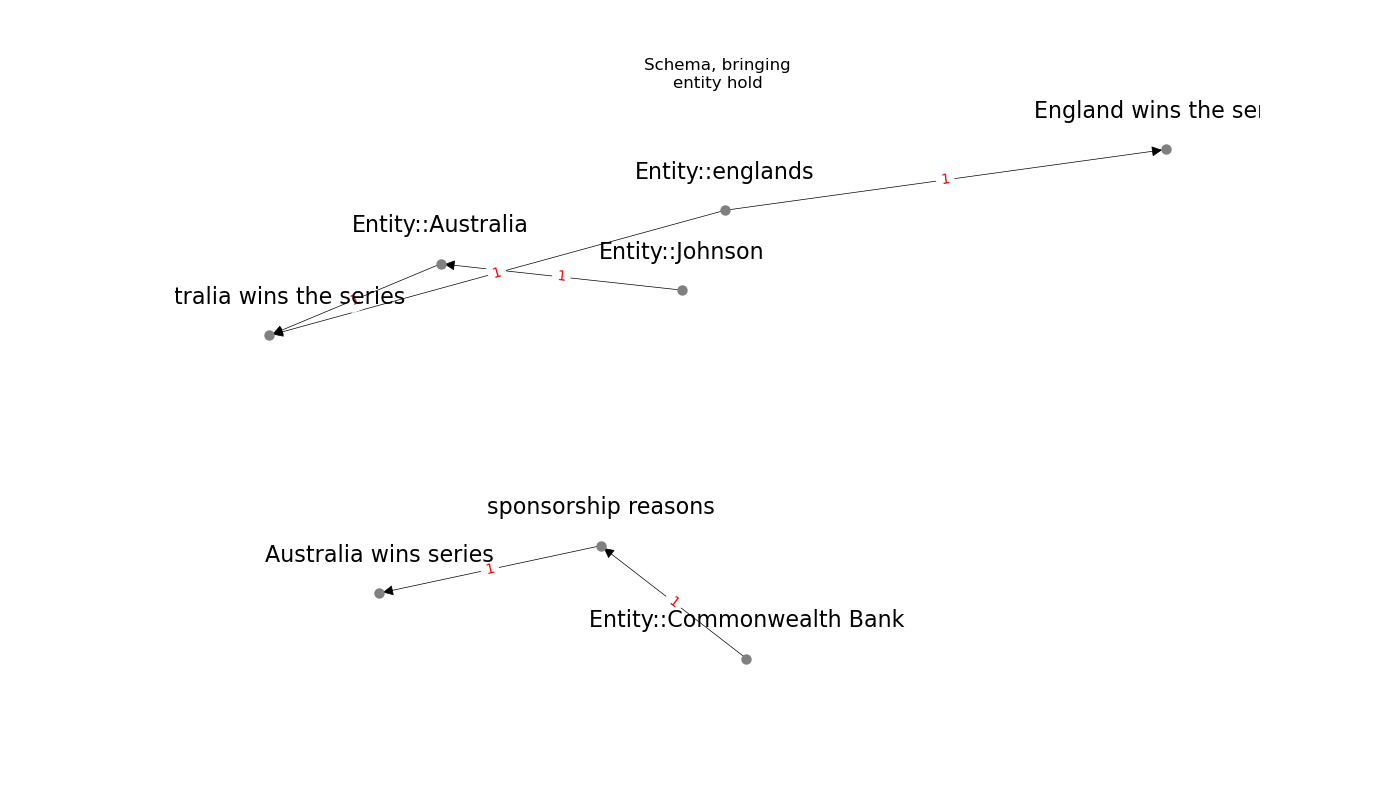 Schema, bringing
entity hold
England wins the ser
Entity::englands
Entity::Australia
Entity::Johnson
1
1
1
tralia wins the series
1
sponsorship reasons
Australia wins series
1
1
Entity::Commonwealth Bank